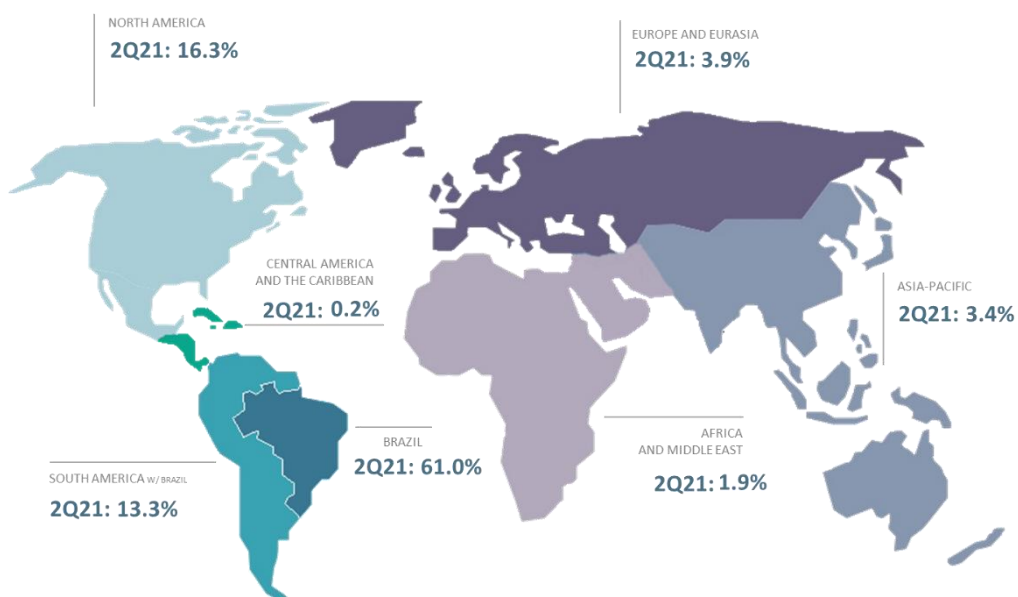 NORTH AMERICA
2Q21: 16.3%
EUROPE AND EURASIA
2Q21: 3.9%
CENTRAL AMERICA
AND THE CARIBBEAN
2Q21: 0.2%
ASIA-PACIFIC
2Q21: 3.4%
BRAZIL
2Q21: 61.0%
AFRICA
AND MIDDLE EAST
2Q21: 1.9%
SOUTH AMERICA W/ BRAZIL
2Q21: 13.3%